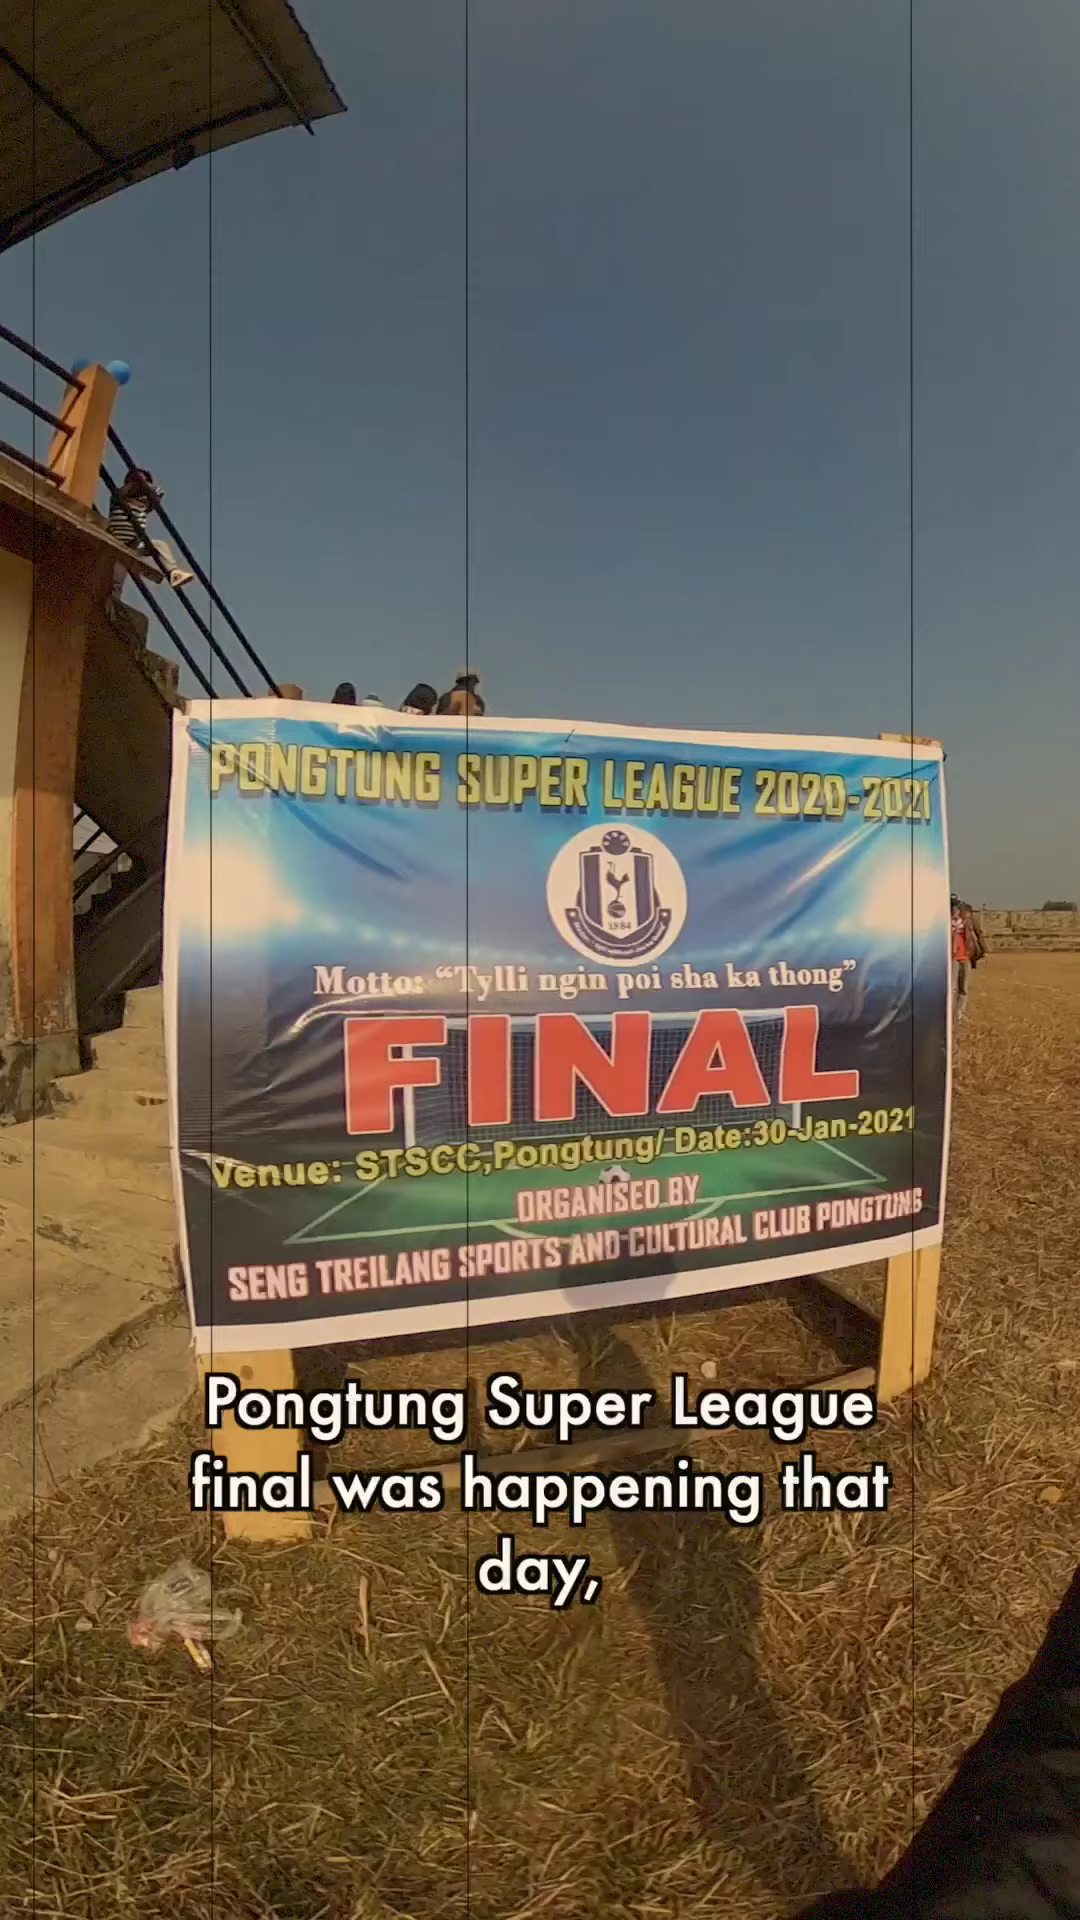 PONGTUNG SUPER LEAGUE 2020-2021
1984
Motto: “Tylli ngin poi sha ka thong”
FINAL
Venue: STSCC,Pongtung/ Date:30-Jan-2021
ORGANISED BY
SENG TREILANG SPORTS AND CULTURAL CLUB PONGTUNG
Pongtung Super League
final was happening that
day,